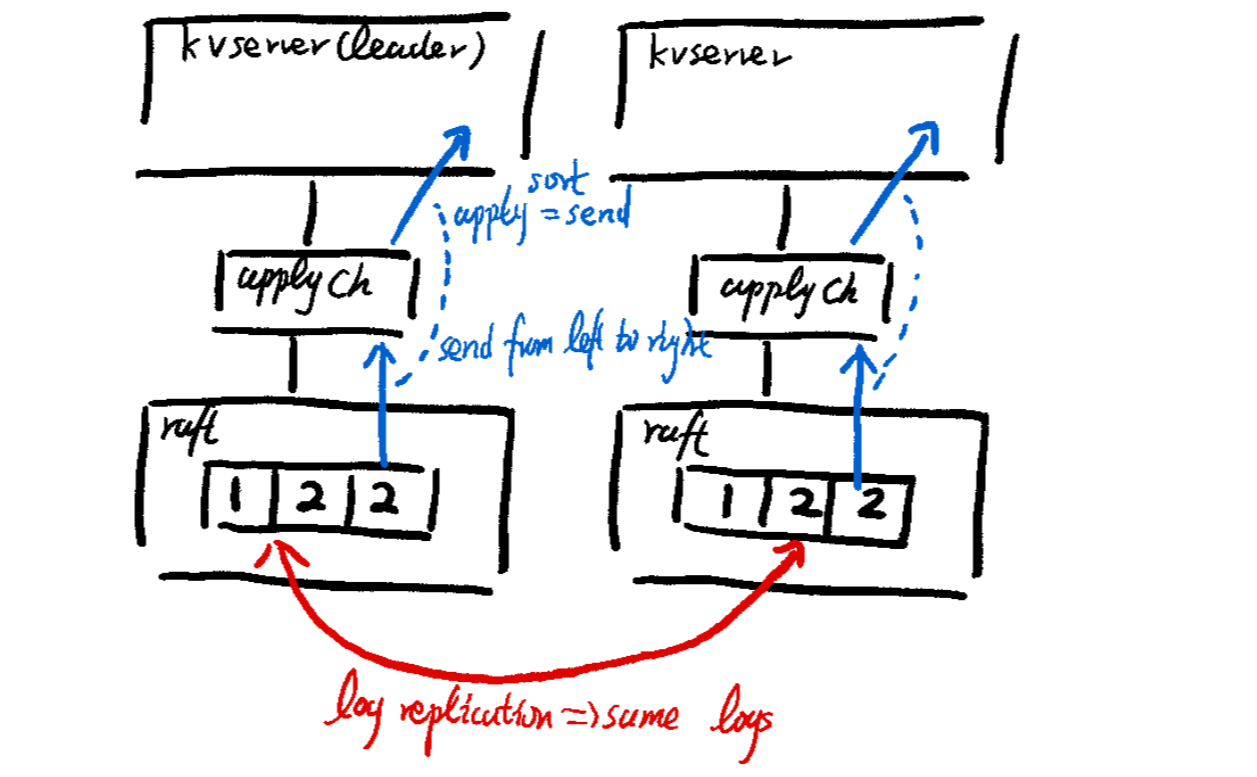 kvserver(leader)
kvserver
sort
apply = send
applych
applych
send from left to right
raft
raft
1 2 2
1 2 2
log replication => same logs